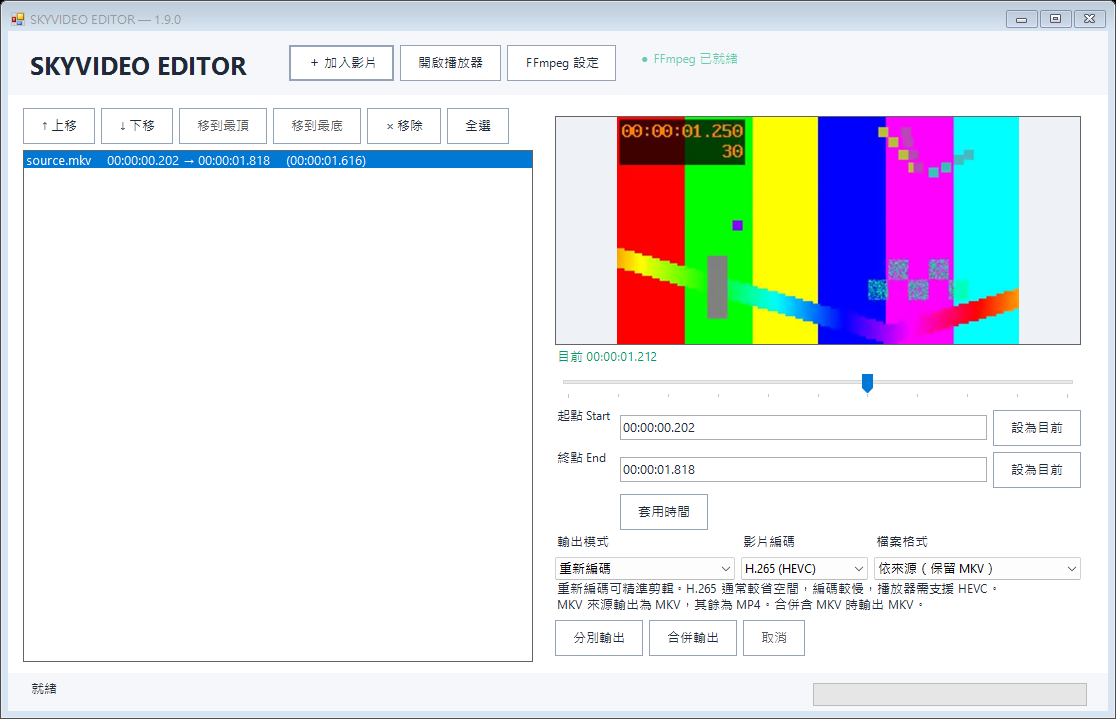 SKYVIDEO EDITOR — 1.9.0
SKYVIDEO EDITOR
+ 加入影片
開啟播放器
FFmpeg 設定
● FFmpeg 已就緒
↑上移
↓下移
移到最頂
移到最底
× 移除
全選
source.mkv 00:00:00.202 → 00:00:01.818 (00:00:01.616)
00:00:01.250
30
目前 00:00:01.212
起點 Start
00:00:00.202
設為目前
終點 End
00:00:01.818
設為目前
套用時間
輸出模式
影片編碼
檔案格式
重新編碼
H.265 (HEVC)
依來源（保留 MKV）
重新編碼可精準剪輯。H.265 通常較省空間，編碼較慢，播放器需支援 HEVC。
MKV 來源輸出為 MKV，其餘為 MP4。合併含 MKV 時輸出 MKV。
分別輸出
合併輸出
取消
就緒